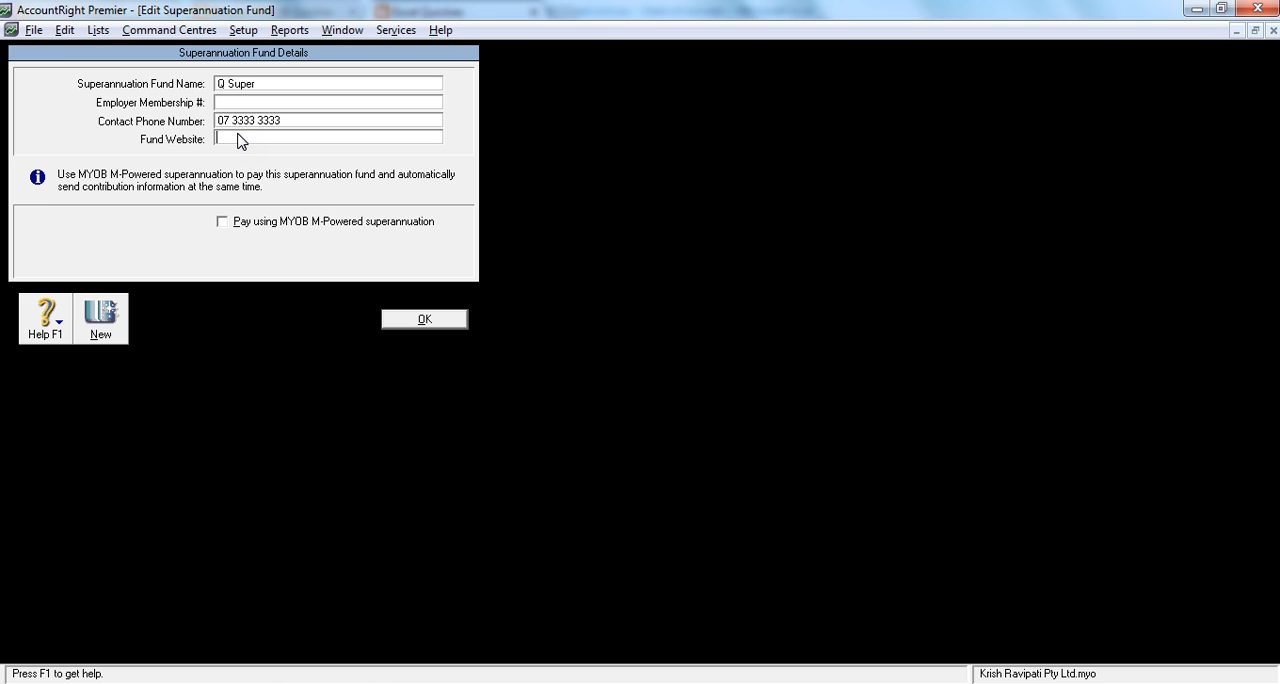 AccountRight Premier - [Edit Superannuation Fund]
File Edit Lists Command Centres Setup Reports Window Services Help
Superannuation Fund Details
Superannuation Fund Name: Q Super
Employer Membership #:
Contact Phone Number: 07 3333 3333
Fund Website:
Use MYOB M-Powered superannuation to pay this superannuation fund and automatically
send contribution information at the same time.
Pay using MYOB M-Powered superannuation
Help F1 New OK
Press F1 to get help. Krish Ravipati Pty Ltd.myo